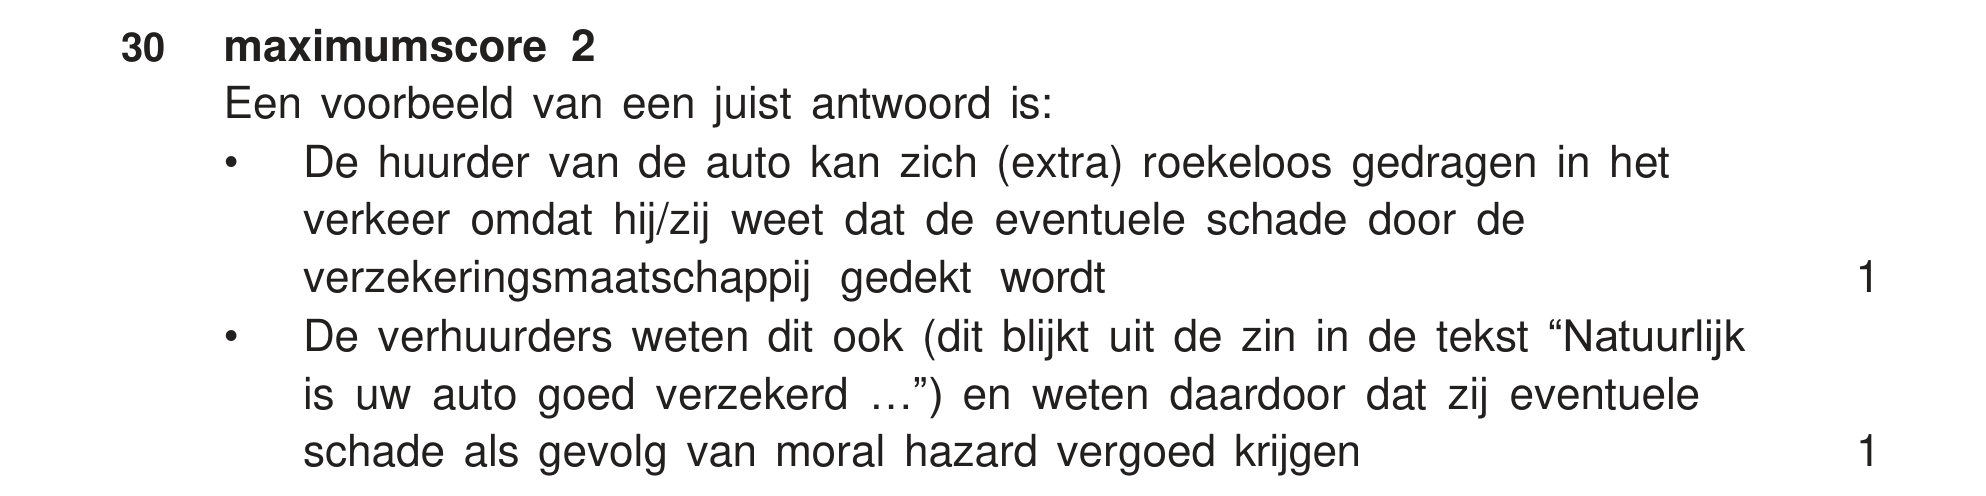 30 maximumscore 2
Een voorbeeld van een juist antwoord is:
• De huurder van de auto kan zich (extra) roekeloos gedragen in het
verkeer omdat hij/zij weet dat de eventuele schade door de
verzekeringsmaatschappij gedekt wordt 1
• De verhuurders weten dit ook (dit blijkt uit de zin in de tekst “Natuurlijk
is uw auto goed verzekerd …”) en weten daardoor dat zij eventuele
schade als gevolg van moral hazard vergoed krijgen 1